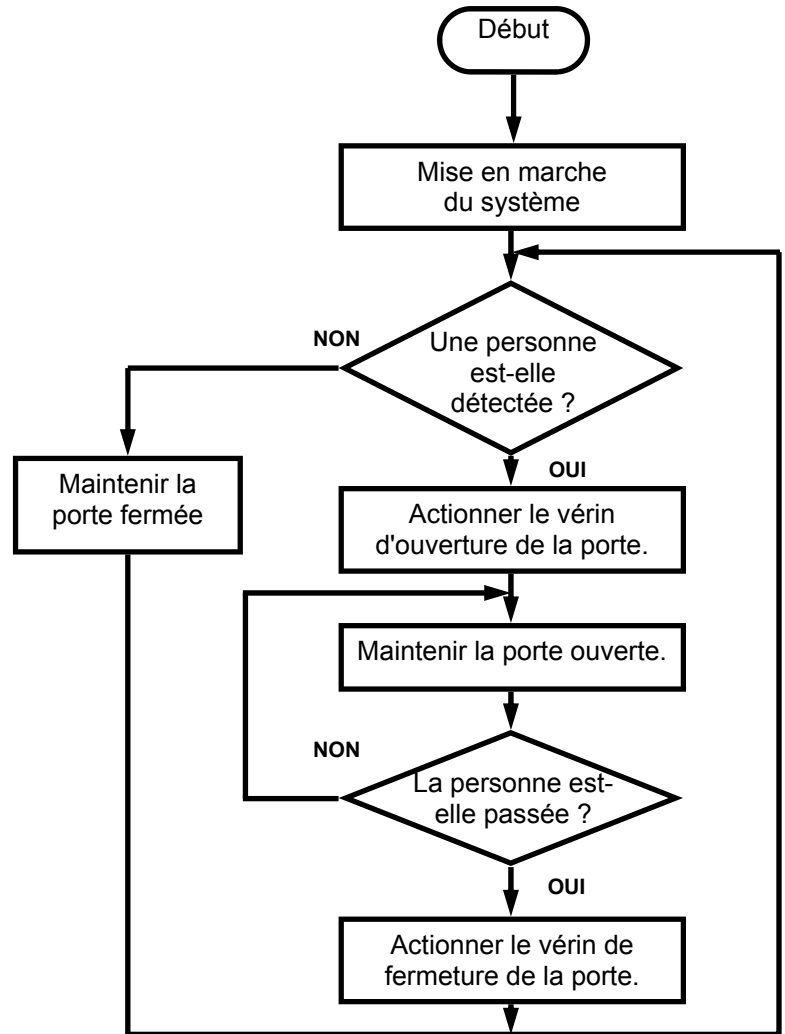 Début
Mise en marche
du système
NON
Une personne
est-elle
détectée ?
OUI
Maintenir la
porte fermée
Actionner le vérin
d'ouverture de la porte.
Maintenir la porte ouverte.
NON
La personne est-
elle passée ?
OUI
Actionner le vérin de
fermeture de la porte.